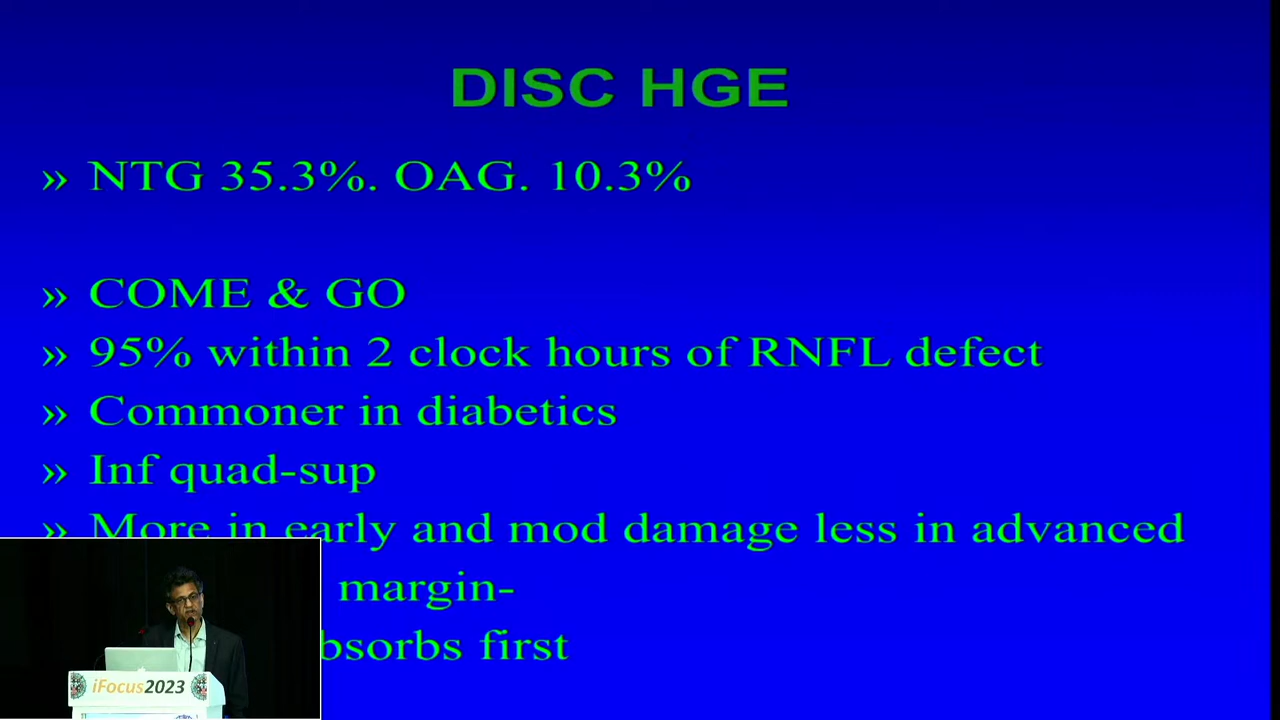 DISC HGE
» NTG 35.3%. OAG. 10.3%
» COME & GO
» 95% within 2 clock hours of RNFL defect
» Commoner in diabetics
» Inf quad-sup
» More in early and mod damage less in advanced
margin-
bsorbs first
iFocus2023